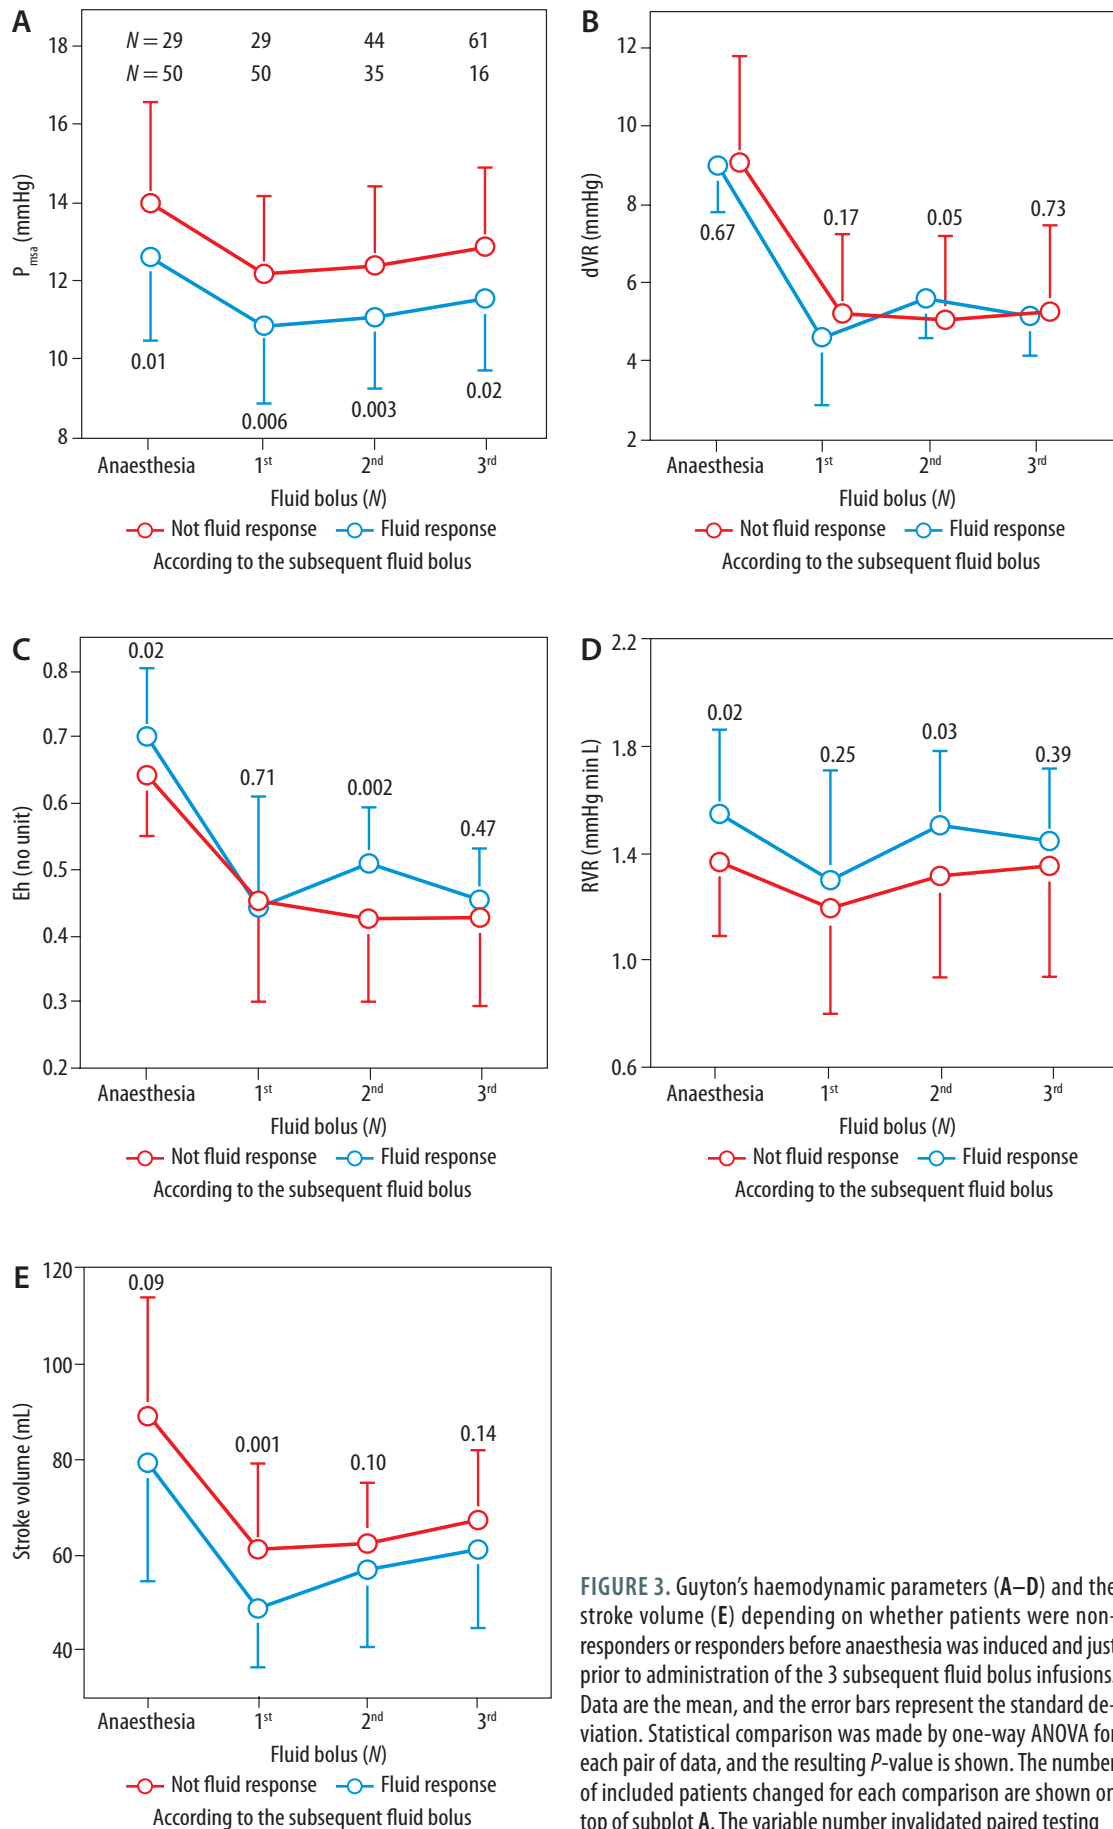 A
P_msa (mmHg)
18
16
14
12
10
8
N = 29 29 44 61
N = 50 50 35 16
0.01
0.006
0.003
0.02
Anaesthesia 1st 2nd 3rd
Fluid bolus (N)
Not fluid response Fluid response
According to the subsequent fluid bolus
B
dVR (mmHg)
12
10
8
6
4
2
0.67
0.17
0.05
0.73
Anaesthesia 1st 2nd 3rd
Fluid bolus (N)
Not fluid response Fluid response
According to the subsequent fluid bolus
C
Eh (no unit)
0.8
0.7
0.6
0.5
0.4
0.3
0.2
0.02
0.71
0.002
0.47
Anaesthesia 1st 2nd 3rd
Fluid bolus (N)
Not fluid response Fluid response
According to the subsequent fluid bolus
D
RVR (mmHg min L)
2.2
1.8
1.4
1.0
0.6
0.02
0.25
0.03
0.39
Anaesthesia 1st 2nd 3rd
Fluid bolus (N)
Not fluid response Fluid response
According to the subsequent fluid bolus
E
Stroke volume (mL)
120
100
80
60
40
0.09
0.001
0.10
0.14
Anaesthesia 1st 2nd 3rd
Fluid bolus (N)
Not fluid response Fluid response
According to the subsequent fluid bolus
FIGURE 3. Guyton's haemodynamic parameters (A–D) and the
stroke volume (E) depending on whether patients were non-
responders or responders before anaesthesia was induced and just
prior to administration of the 3 subsequent fluid bolus infusions.
Data are the mean, and the error bars represent the standard de-
viation. Statistical comparison was made by one-way ANOVA for
each pair of data, and the resulting P-value is shown. The number
of included patients changed for each comparison are shown on
top of subplot A. The variable number invalidated paired testing